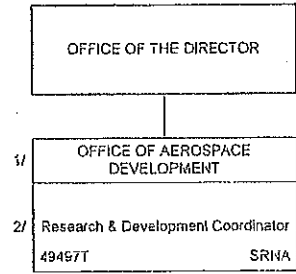 OFFICE OF THE DIRECTOR
1/ OFFICE OF AEROSPACE
DEVELOPMENT
2/ Research & Development Coordinator
49497T SRNA